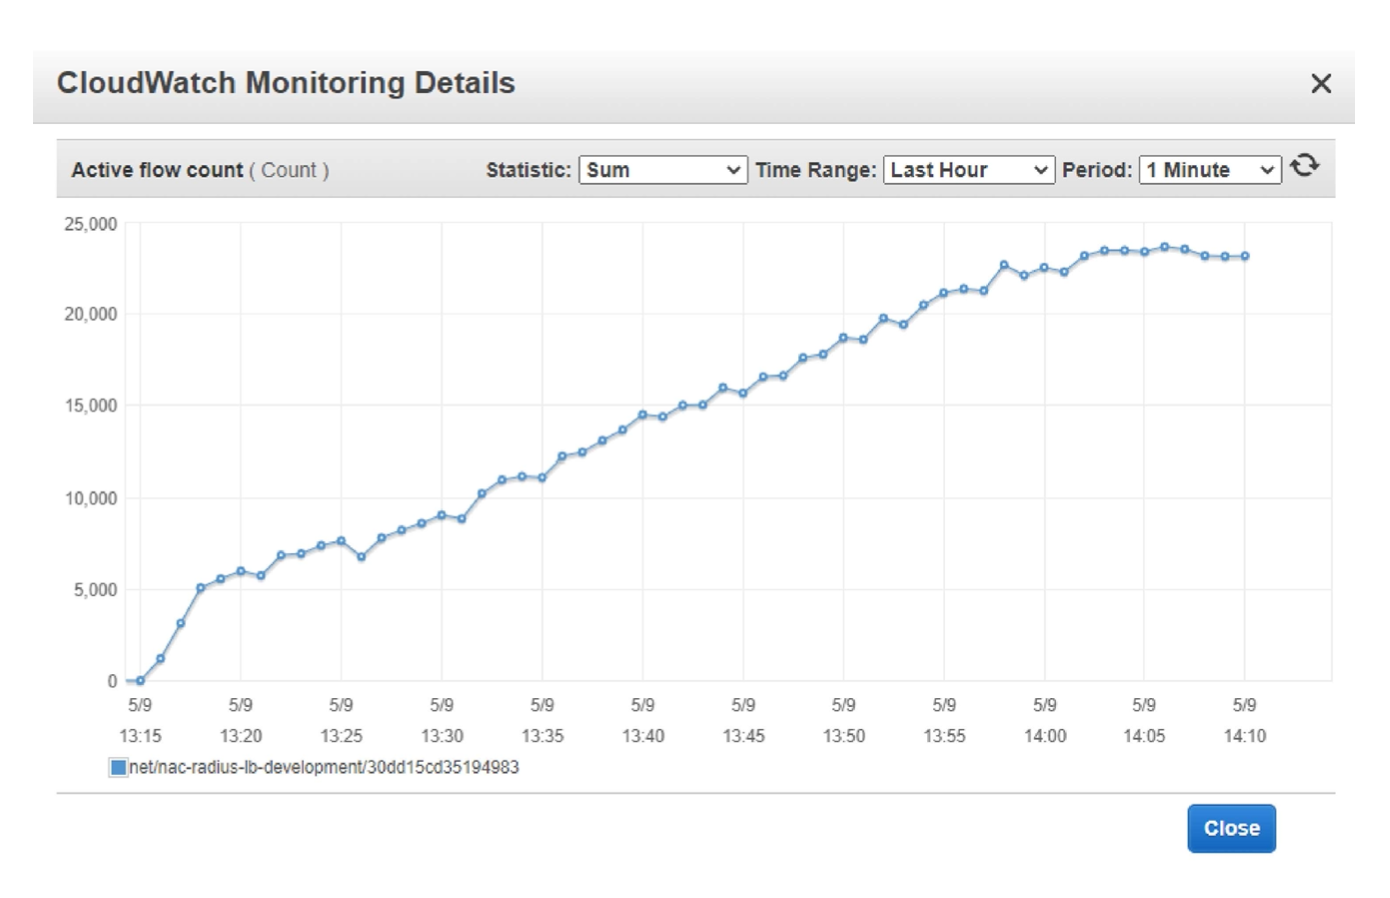 CloudWatch Monitoring Details
Active flow count ( Count ) Statistic: Sum Time Range: Last Hour Period: 1 Minute
25,000
20,000
15,000
10,000
5,000
0
5/9 5/9 5/9 5/9 5/9 5/9 5/9 5/9 5/9 5/9 5/9 5/9
13:15 13:20 13:25 13:30 13:35 13:40 13:45 13:50 13:55 14:00 14:05 14:10
net/nac-radius-lb-development/30dd15cd35194983
Close